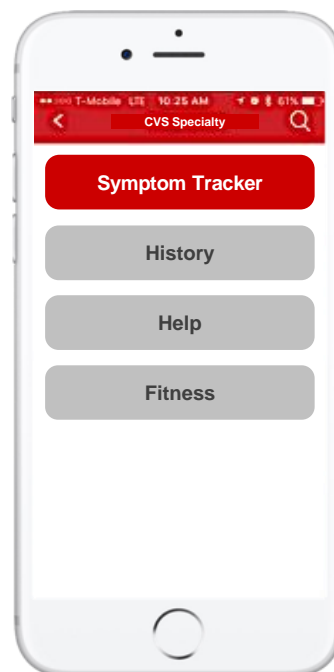 T-Mobile LTE 10:25 AM 61%
CVS Specialty
Symptom Tracker
History
Help
Fitness